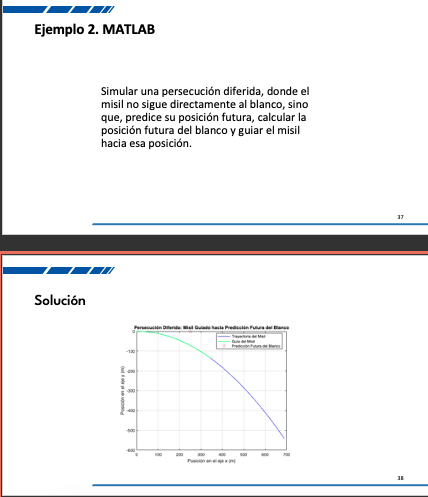 Ejemplo 2. MATLAB
Simular una persecución diferida, donde el
misil no sigue directamente al blanco, sino
que, predice su posición futura, calcular la
posición futura del blanco y guiar el misil
hacia esa posición.
37
Solución
Persecución Diferida: Misil Guiado hacia Predicción Futura del Blanco
Trayectoria del Misil
Guía del Misil
Predicción Futura del Blanco
Posición en el eje y (m)
0
-100
-200
-300
-400
-500
-600
0 100 200 300 400 500 600 700
Posición en el eje x (m)
38